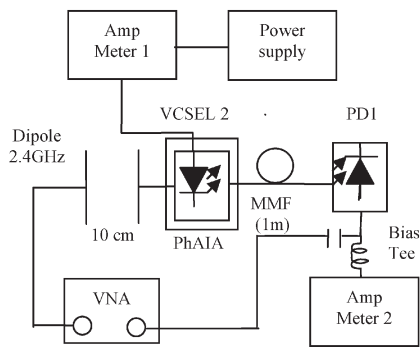 Amp
Meter 1
Power
supply
VCSEL 2
PD1
Dipole
2.4GHz
10 cm
PhAIA
MMF
(1m)
Bias
Tee
VNA
Amp
Meter 2